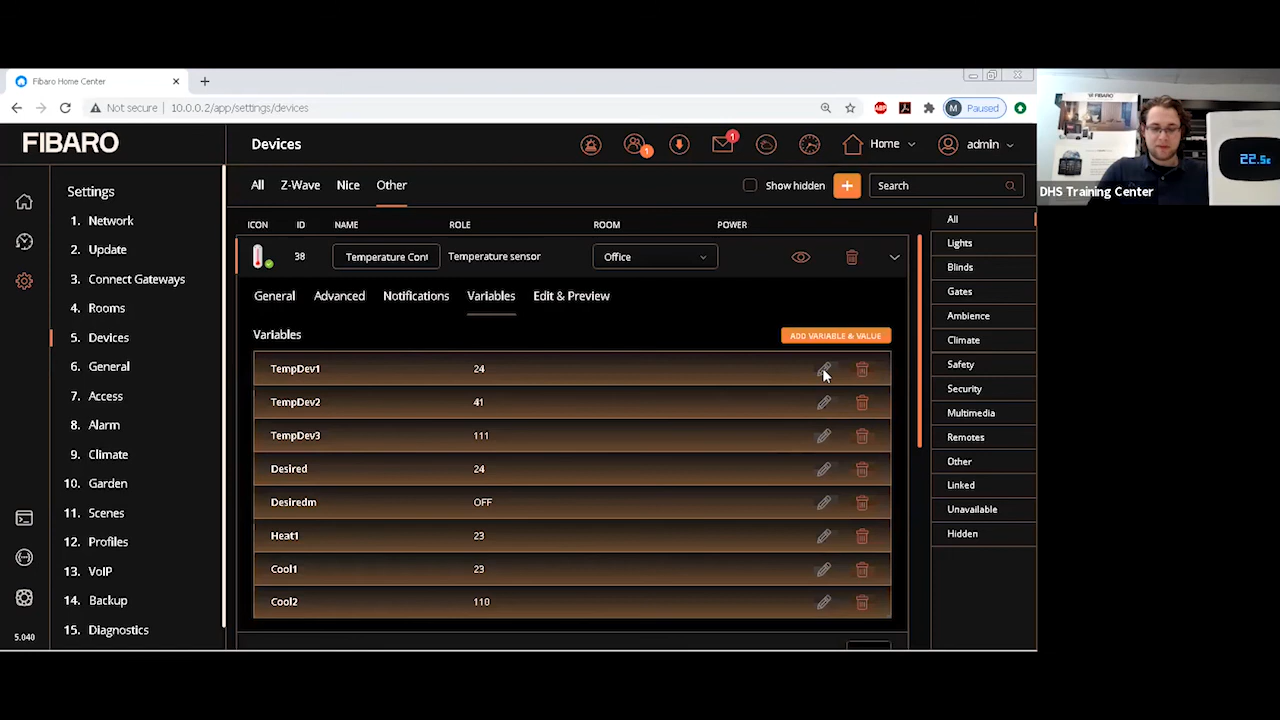 Fibaro Home Center
Not secure | 10.0.0.2/app/settings/devices
ABP
M Paused
FIBARO
Devices
1
1
Home
admin
Settings
1. Network
2. Update
3. Connect Gateways
4. Rooms
5. Devices
6. General
7. Access
8. Alarm
9. Climate
10. Garden
11. Scenes
12. Profiles
13. VoIP
14. Backup
15. Diagnostics
5.040
All Z-Wave Nice Other
Show hidden + Search
ICON ID NAME ROLE ROOM POWER
38 Temperature Cont Temperature sensor Office
General Advanced Notifications Variables Edit & Preview
Variables ADD VARIABLE & VALUE
TempDev1 24
TempDev2 41
TempDev3 111
Desired 24
Desiredm OFF
Heat1 23
Cool1 23
Cool2 110
All
Lights
Blinds
Gates
Ambience
Climate
Safety
Security
Multimedia
Remotes
Other
Linked
Unavailable
Hidden
FIBARO
22.5c
DHS Training Center